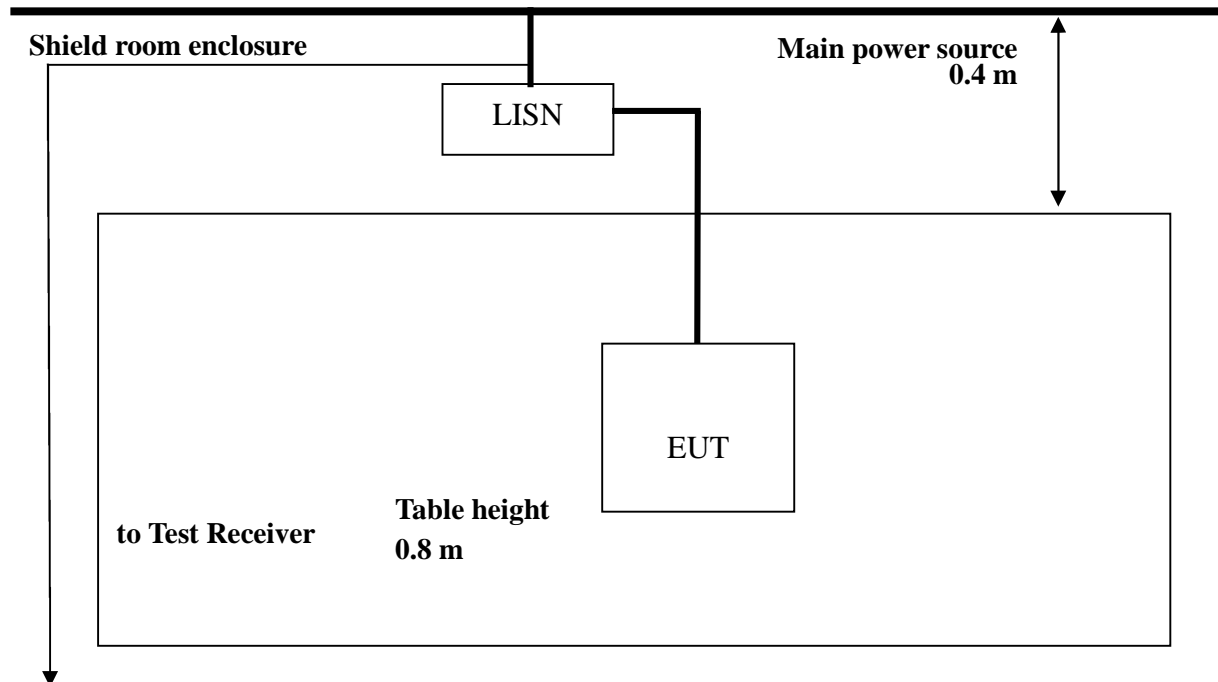 Shield room enclosure
Main power source
0.4 m
LISN
EUT
Table height
0.8 m
to Test Receiver